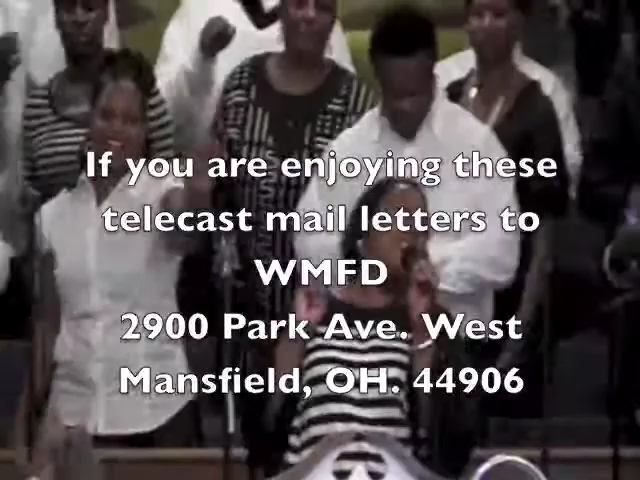 If you are enjoying these
telecast mail letters to
WMFD
2900 Park Ave. West
Mansfield, OH. 44906